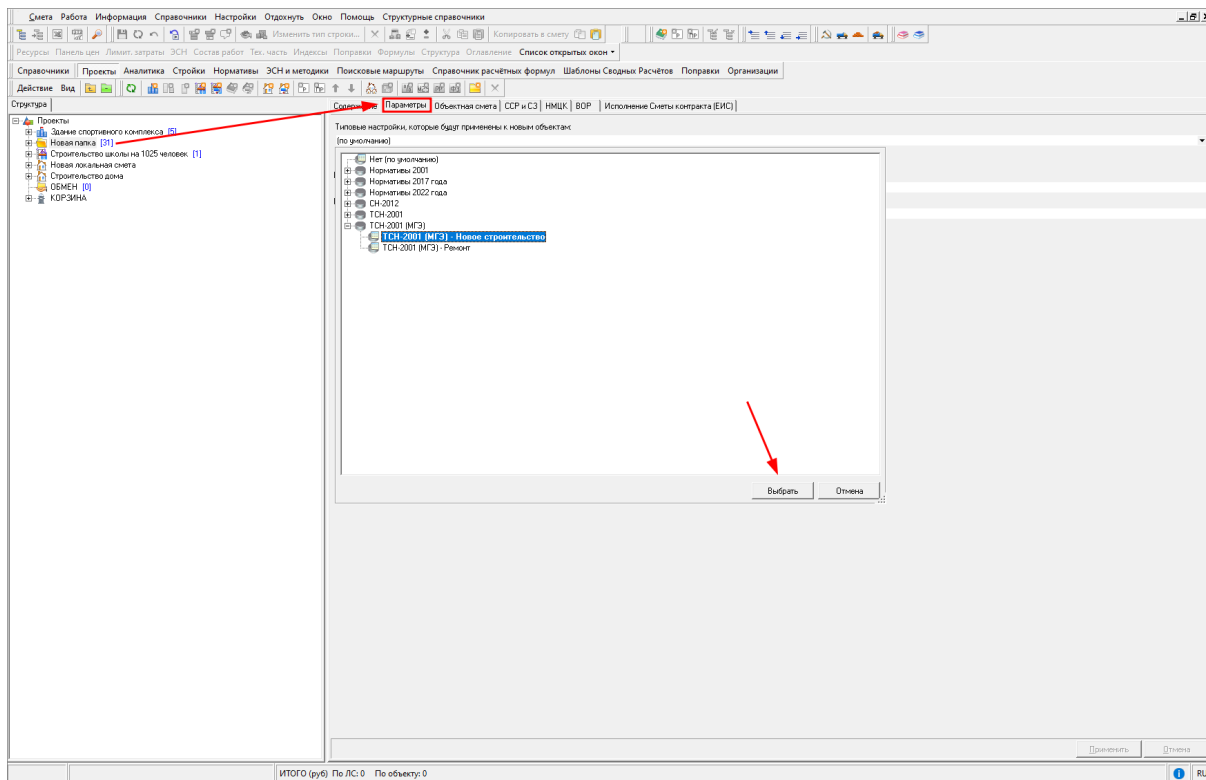 Смета Работа Информация Справочники Настройки Отдохнуть Окно Помощь Структурные справочники
Изменить тип строки... Копировать в смету
Ресурсы Панель цен Лимит. затраты ЭСН Состав работ Тех. часть Индексы Поправки Формулы Структура Оглавление Список открытых окон
Справочники Проекты Аналитика Стройки Нормативы ЭСН и методики Поисковые маршруты Справочник расчётных формул Шаблоны Сводных Расчётов Поправки Организации
Действие Вид
Структура
Параметры Объектная смета ССР и СЗ НМЦК ВОР Исполнение Сметы контракта (ЕИС)
Проекты
Здание спортивного комплекса [5]
Новая папка [31]
Строительство школы на 1025 человек [1]
Новая локальная смета
Строительство дома
ОБМЕН [0]
КОРЗИНА
Типовые настройки, которые будут применены к новым объектам:
(по умолчанию)
Нет (по умолчанию)
Нормативы 2001
Нормативы 2017 года
Нормативы 2022 года
СН-2012
ТСН-2001
ТСН-2001 (МГЭ)
ТСН-2001 (МГЭ) - Новое строительство
ТСН-2001 (МГЭ) - Ремонт
Выбрать Отмена
Применить Отмена
ИТОГО (руб) По ЛС: 0 По объекту: 0
RU